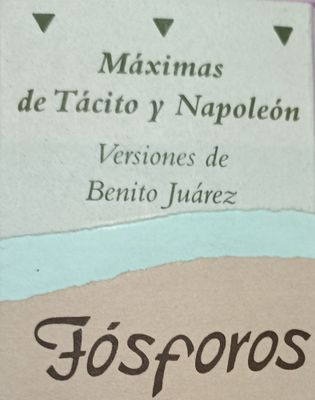 Máximas
de Tácito y Napoleón
Versiones de
Benito Juárez
Fósforos